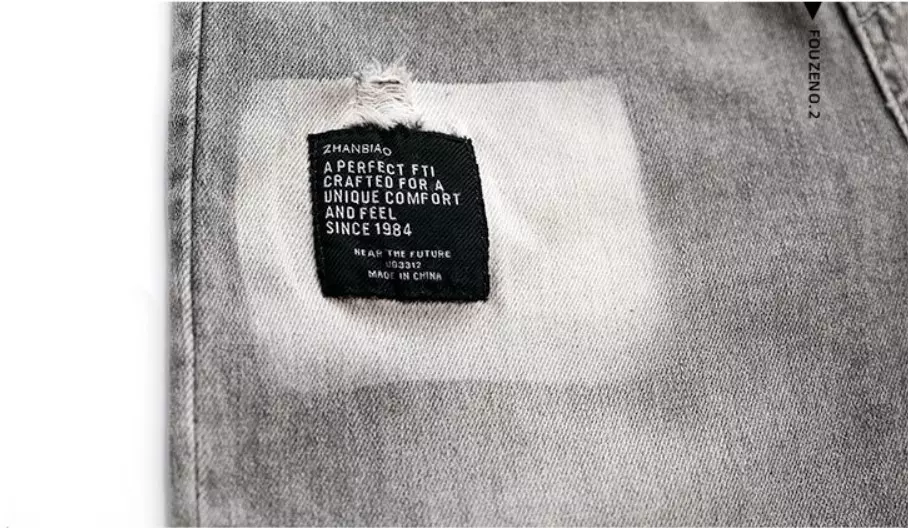 ZHANBIAO
A PERFECT FTI
CRAFTED FOR A
UNIQUE COMFORT
AND FEEL
SINCE 1984
NEAR THE FUTURE
MADE IN CHINA
FOUZENO.2